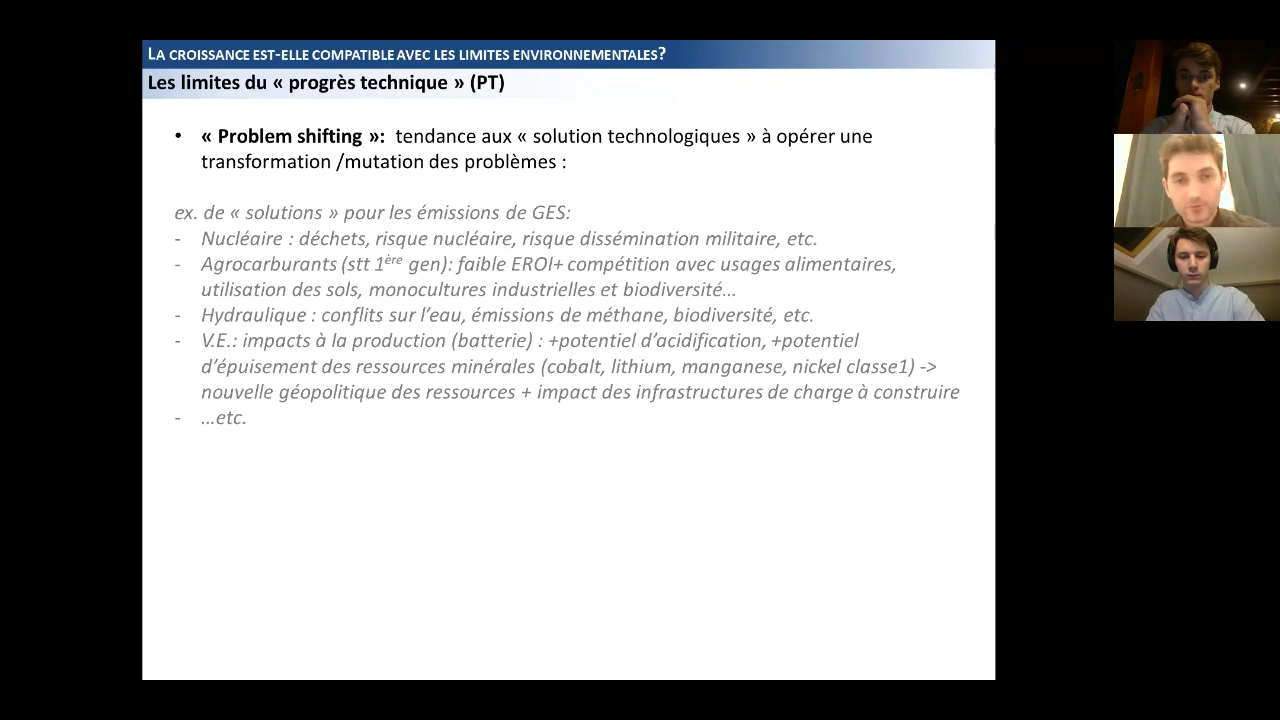 LA CROISSANCE EST-ELLE COMPATIBLE AVEC LES LIMITES ENVIRONNEMENTALES?
Les limites du « progrès technique » (PT)
• « Problem shifting »: tendance aux « solution technologiques » à opérer une
transformation /mutation des problèmes :
ex. de « solutions » pour les émissions de GES:
- Nucléaire : déchets, risque nucléaire, risque dissémination militaire, etc.
- Agrocarburants (stt 1ère gen): faible EROI+ compétition avec usages alimentaires,
utilisation des sols, monocultures industrielles et biodiversité…
- Hydraulique : conflits sur l’eau, émissions de méthane, biodiversité, etc.
- V.E.: impacts à la production (batterie) : +potentiel d’acidification, +potentiel
d’épuisement des ressources minérales (cobalt, lithium, manganese, nickel classe1) ->
nouvelle géopolitique des ressources + impact des infrastructures de charge à construire
- …etc.